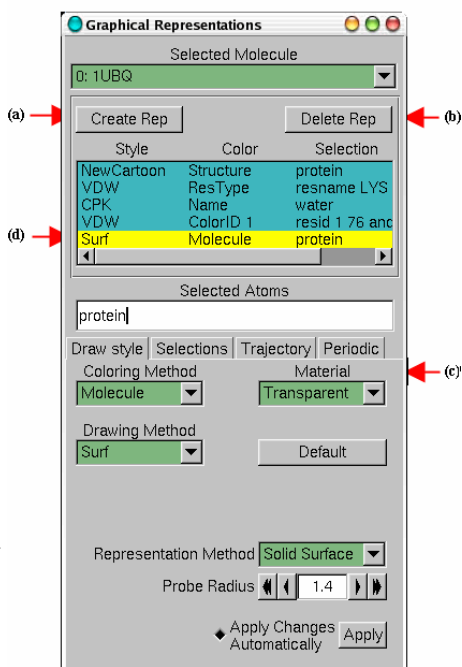 Graphical Representations
Selected Molecule
0: 1UBQ
(a)
Create Rep
Delete Rep
(b)
Style Color Selection
NewCartoon Structure protein
VDW ResType resname LYS
CPK Name water
VDW ColorID 1 resid 1 76 and
(d)
Surf Molecule protein
Selected Atoms
protein
Draw style Selections Trajectory Periodic
Coloring Method Material
(c)
Molecule Transparent
Drawing Method
Surf Default
Representation Method Solid Surface
Probe Radius 1.4
Apply Changes
Automatically Apply